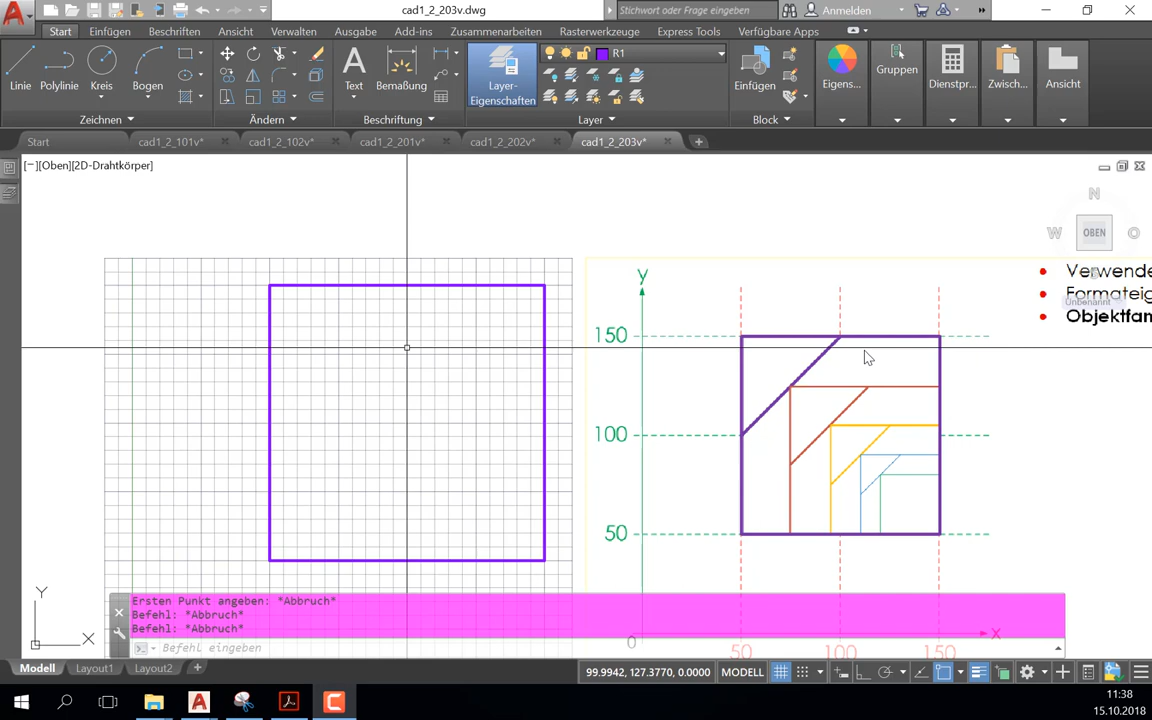 cad1_2_203v.dwg
Stichwort oder Frage eingeben
Anmelden
Start Einfügen Beschriften Ansicht Verwalten Ausgabe Add-ins Zusammenarbeiten Rasterwerkzeuge Express Tools Verfügbare Apps
R1
Linie Polylinie Kreis Bogen
Text Bemaßung
Layer-
Eigenschaften
Einfügen
Eigens...
Gruppen
Dienstpr...
Zwisch...
Ansicht
Zeichnen Ändern Beschriftung Layer Block
Start cad1_2_101v* cad1_2_102v* cad1_2_201v* cad1_2_202v* cad1_2_203v*
[−][Oben][2D-Drahtkörper]
N
W OBEN O
Unbenannt
Verwende
Formateig
Objektfan
Y
150
100
50
0
50 100 150
X
Y
X
Ersten Punkt angeben: *Abbruch*
Befehl: *Abbruch*
Befehl: *Abbruch*
Befehl eingeben
Modell Layout1 Layout2
99.9942, 127.3770, 0.0000 MODELL
11:38
15.10.2018